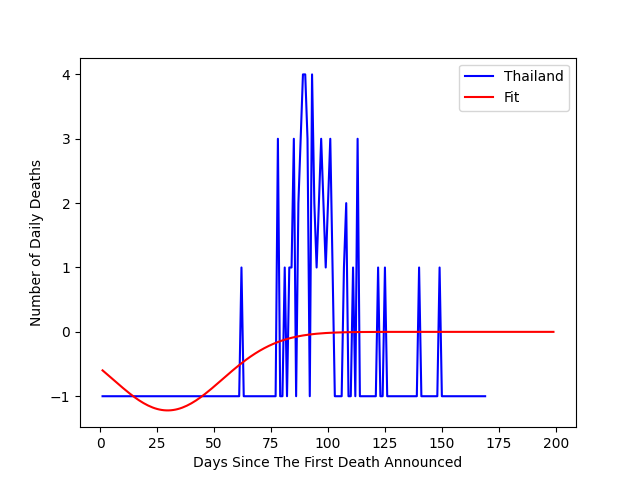 Thailand
Fit
Number of Daily Deaths
4
3
2
1
0
−1
0 25 50 75 100 125 150 175 200
Days Since The First Death Announced